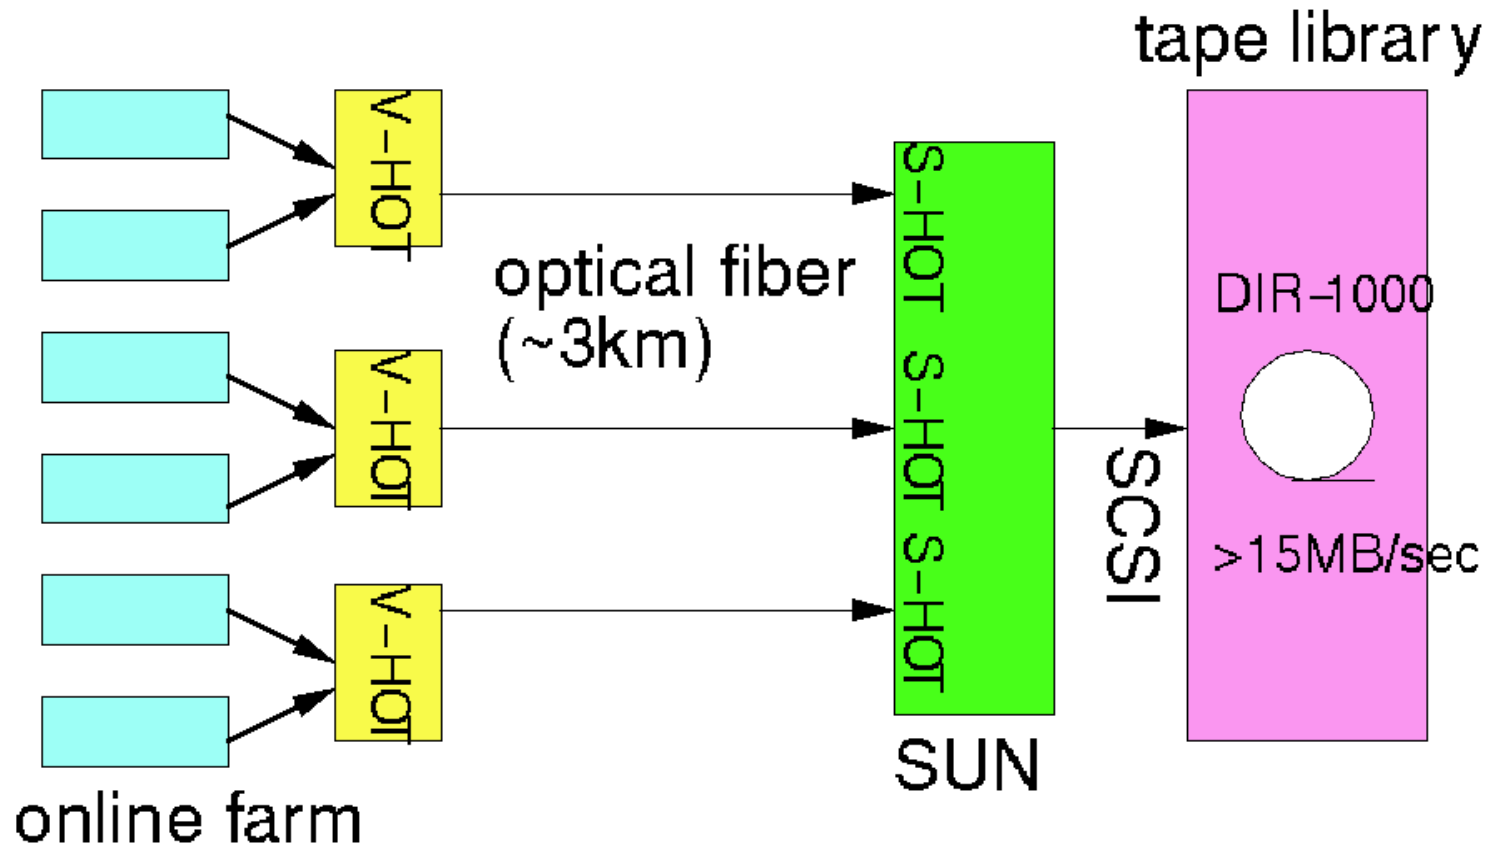 tape library
V-HOT
S-HOT
optical fiber
(~3km)
DIR-1000
V-HOT
S-HOT
SCSI
>15MB/sec
V-HOT
S-HOT
SUN
online farm